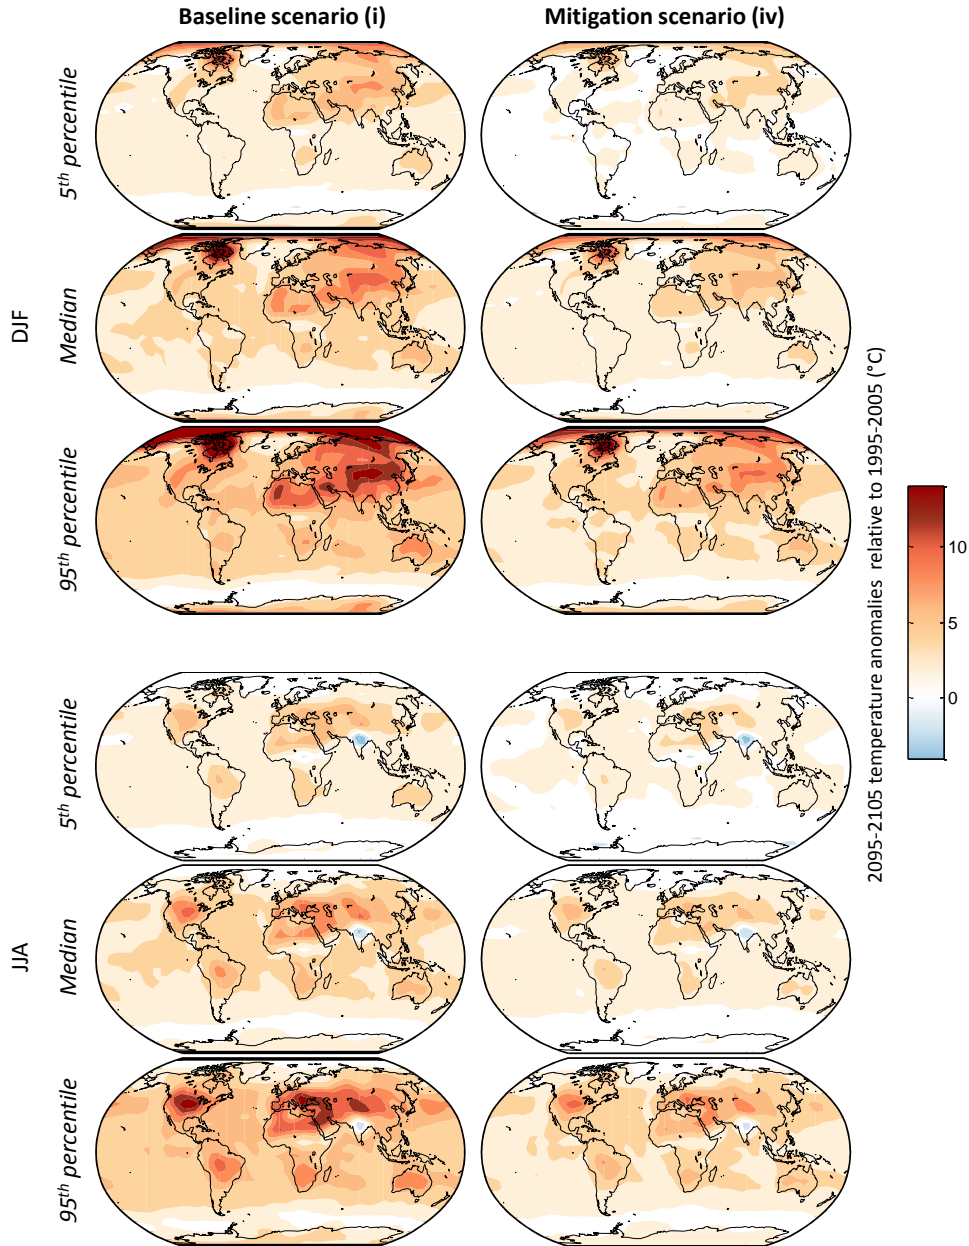 Baseline scenario (i)
Mitigation scenario (iv)
DJF
5th percentile
Median
95th percentile
JJA
5th percentile
Median
95th percentile
2095-2105 temperature anomalies relative to 1995-2005 (°C)
10
5
0